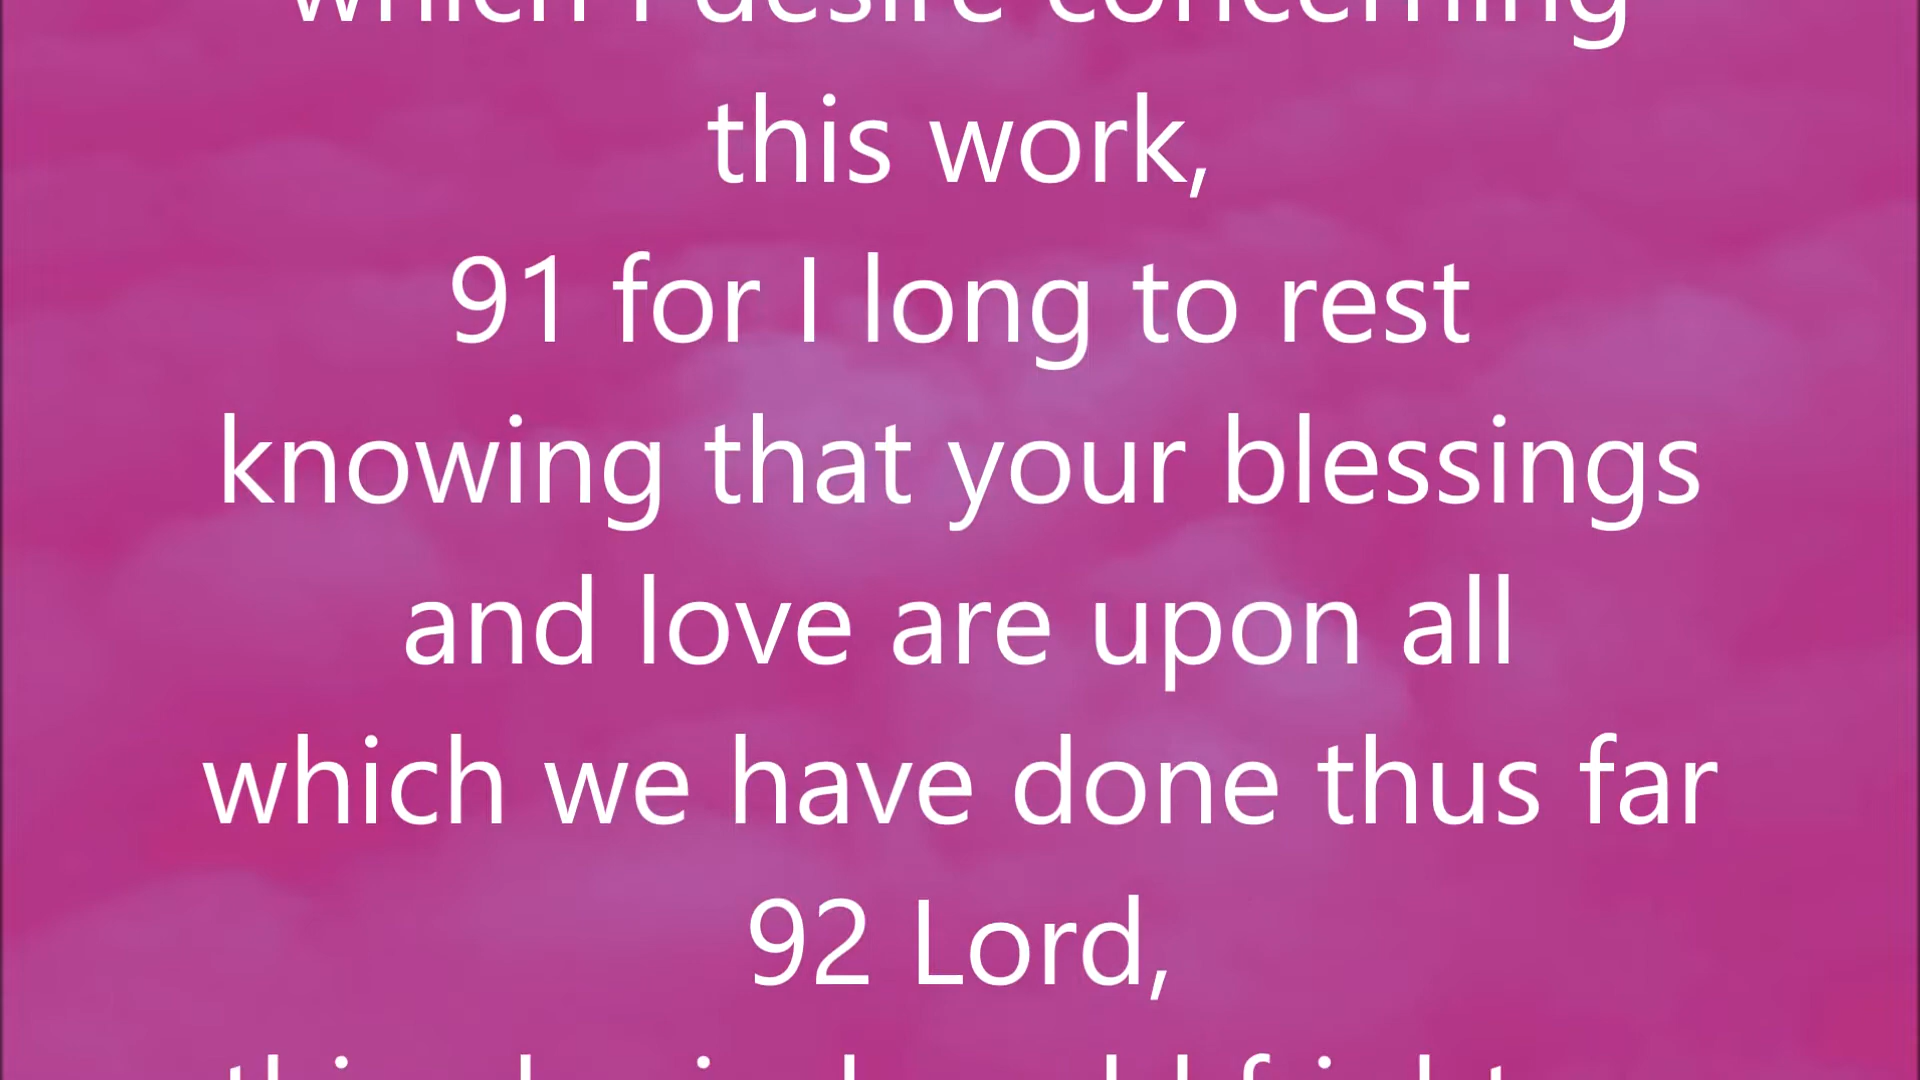 which I desire concerning
this work,
91 for I long to rest
knowing that your blessings
and love are upon all
which we have done thus far
92 Lord,